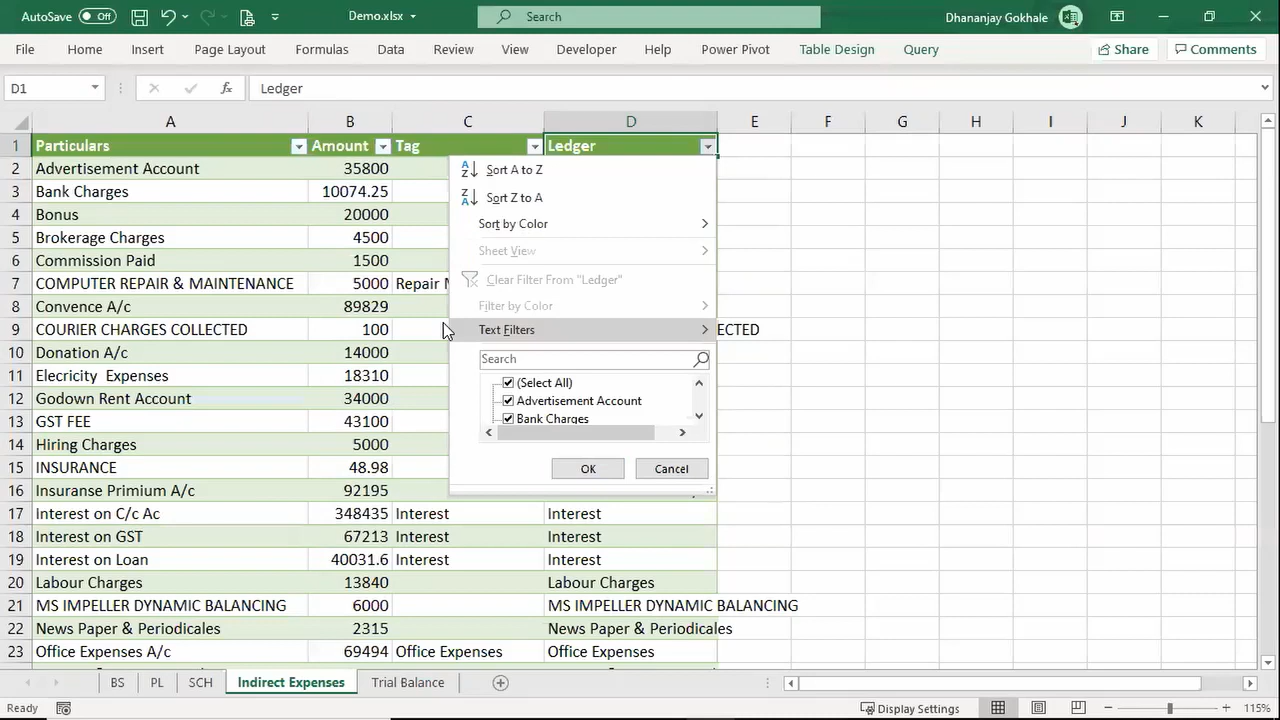 AutoSave Off Demo.xlsx Search Dhananjay Gokhale
File Home Insert Page Layout Formulas Data Review View Developer Help Power Pivot Table Design Query Share Comments
D1 fx Ledger
A B C D E F G H I J K
1 Particulars Amount Tag Ledger
2 Advertisement Account 35800
3 Bank Charges 10074.25
4 Bonus 20000
5 Brokerage Charges 4500
6 Commission Paid 1500
7 COMPUTER REPAIR & MAINTENANCE 5000 Repair M
8 Convence A/c 89829
9 COURIER CHARGES COLLECTED 100 ECTED
10 Donation A/c 14000
11 Elecricity Expenses 18310
12 Godown Rent Account 34000
13 GST FEE 43100
14 Hiring Charges 5000
15 INSURANCE 48.98
16 Insuranse Primium A/c 92195
17 Interest on C/c Ac 348435 Interest Interest
18 Interest on GST 67213 Interest Interest
19 Interest on Loan 40031.6 Interest Interest
20 Labour Charges 13840 Labour Charges
21 MS IMPELLER DYNAMIC BALANCING 6000 MS IMPELLER DYNAMIC BALANCING
22 News Paper & Periodicales 2315 News Paper & Periodicales
23 Office Expenses A/c 69494 Office Expenses Office Expenses
Sort A to Z
Sort Z to A
Sort by Color
Sheet View
Clear Filter From "Ledger"
Filter by Color
Text Filters
Search
(Select All)
Advertisement Account
Bank Charges
OK Cancel
BS PL SCH Indirect Expenses Trial Balance
Ready Display Settings 115%